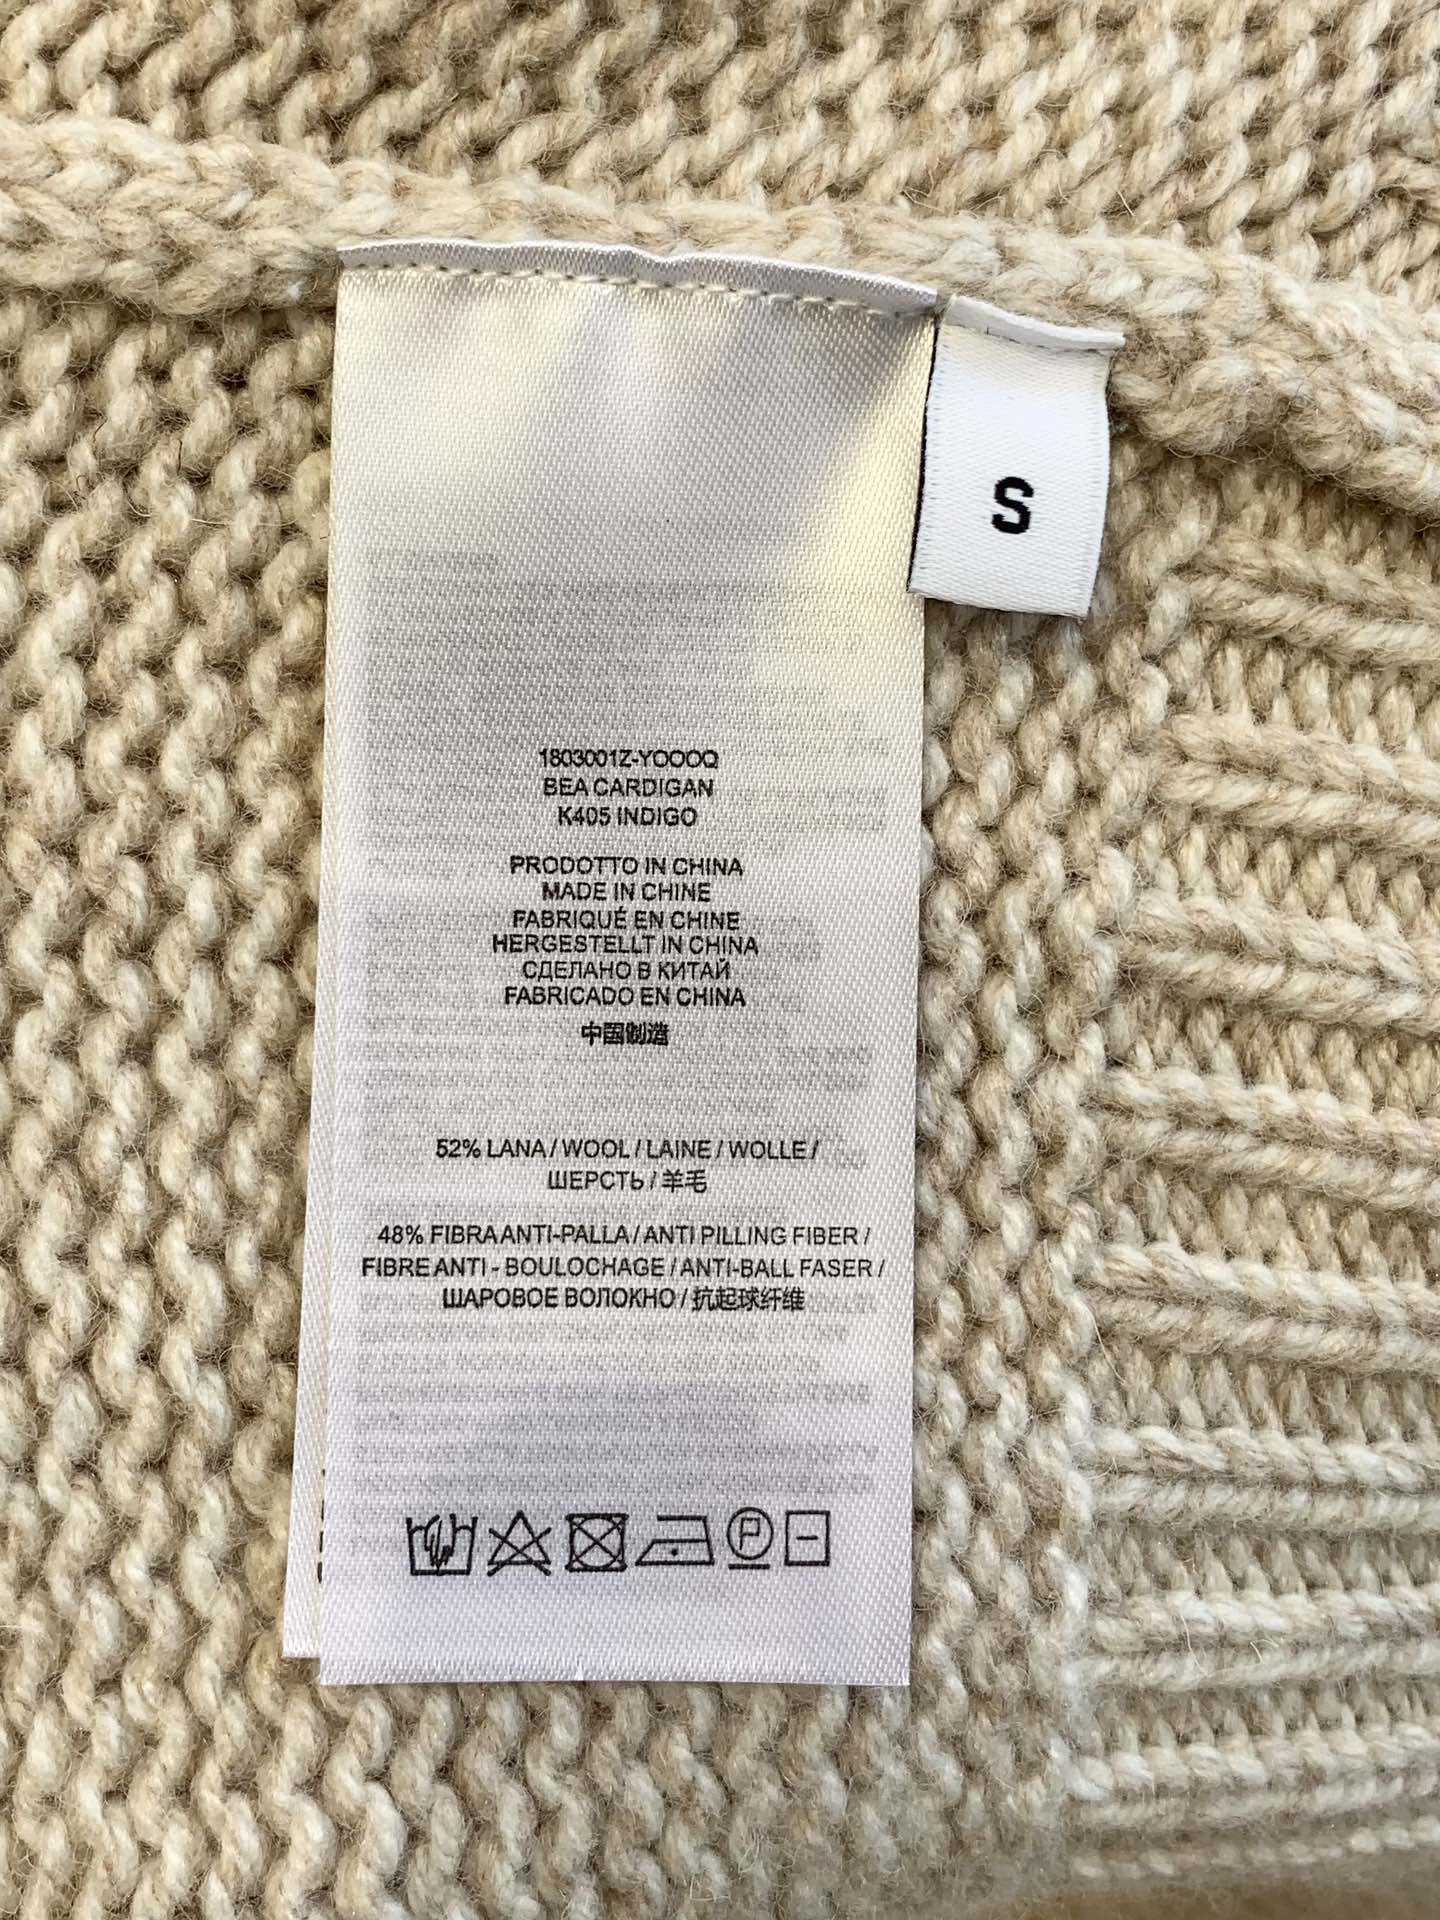 S
1803001Z-YOOOQ
BEA CARDIGAN
K405 INDIGO
PRODOTTO IN CHINA
MADE IN CHINE
FABRIQUÉ EN CHINE
HERGESTELLT IN CHINA
СДЕЛАНО В КИТАЙ
FABRICADO EN CHINA
中国制造
52% LANA / WOOL / LAINE / WOLLE /
ШЕРСТЬ / 羊毛
48% FIBRA ANTI-PALLA / ANTI PILLING FIBER /
FIBRE ANTI - BOULOCHAGE / ANTI-BALL FASER /
ШАРОВОЕ ВОЛОКНО / 抗起球纤维
P